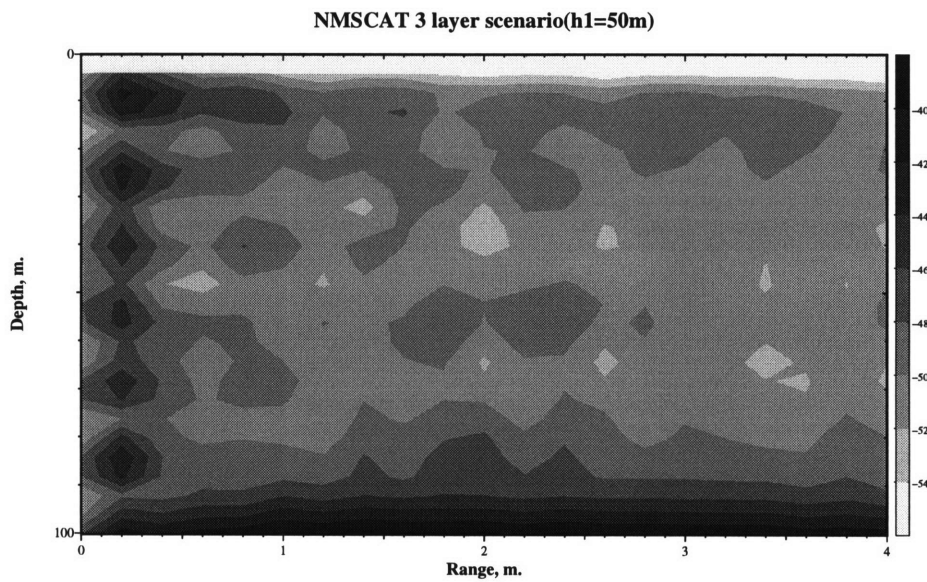 NMSCAT 3 layer scenario(h1=50m)
0
Depth, m.
100
0 1 2 3 4
Range, m.
-40
-42
-44
-46
-48
-50
-52
-54